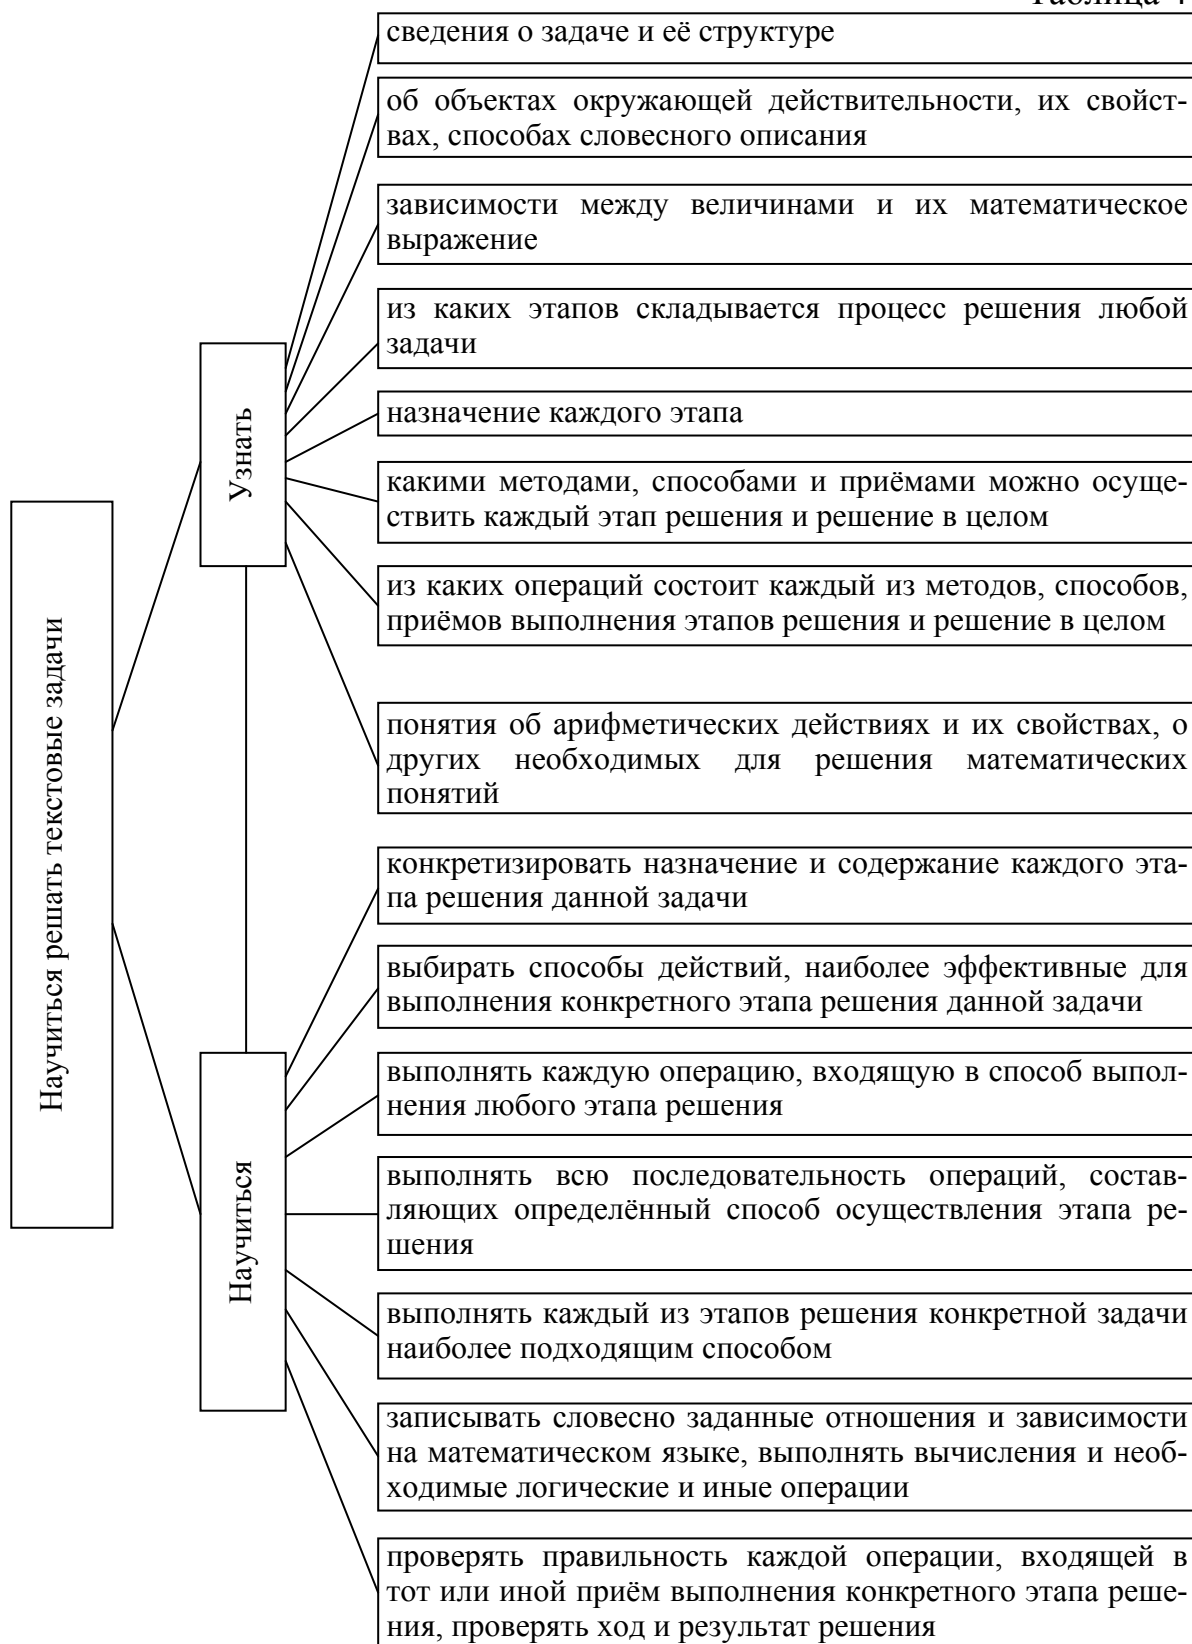 Таблица 4
сведения о задаче и её структуре
об объектах окружающей действительности, их свойст-
вах, способах словесного описания
зависимости между величинами и их математическое
выражение
из каких этапов складывается процесс решения любой
задачи
назначение каждого этапа
какими методами, способами и приёмами можно осуще-
ствить каждый этап решения и решение в целом
из каких операций состоит каждый из методов, способов,
приёмов выполнения этапов решения и решение в целом
понятия об арифметических действиях и их свойствах, о
других необходимых для решения математических
понятий
Узнать
Научиться решать текстовые задачи
конкретизировать назначение и содержание каждого эта-
па решения данной задачи
выбирать способы действий, наиболее эффективные для
выполнения конкретного этапа решения данной задачи
выполнять каждую операцию, входящую в способ выпол-
нения любого этапа решения
выполнять всю последовательность операций, состав-
ляющих определённый способ осуществления этапа ре-
шения
Научиться
выполнять каждый из этапов решения конкретной задачи
наиболее подходящим способом
записывать словесно заданные отношения и зависимости
на математическом языке, выполнять вычисления и необ-
ходимые логические и иные операции
проверять правильность каждой операции, входящей в
тот или иной приём выполнения конкретного этапа реше-
ния, проверять ход и результат решения